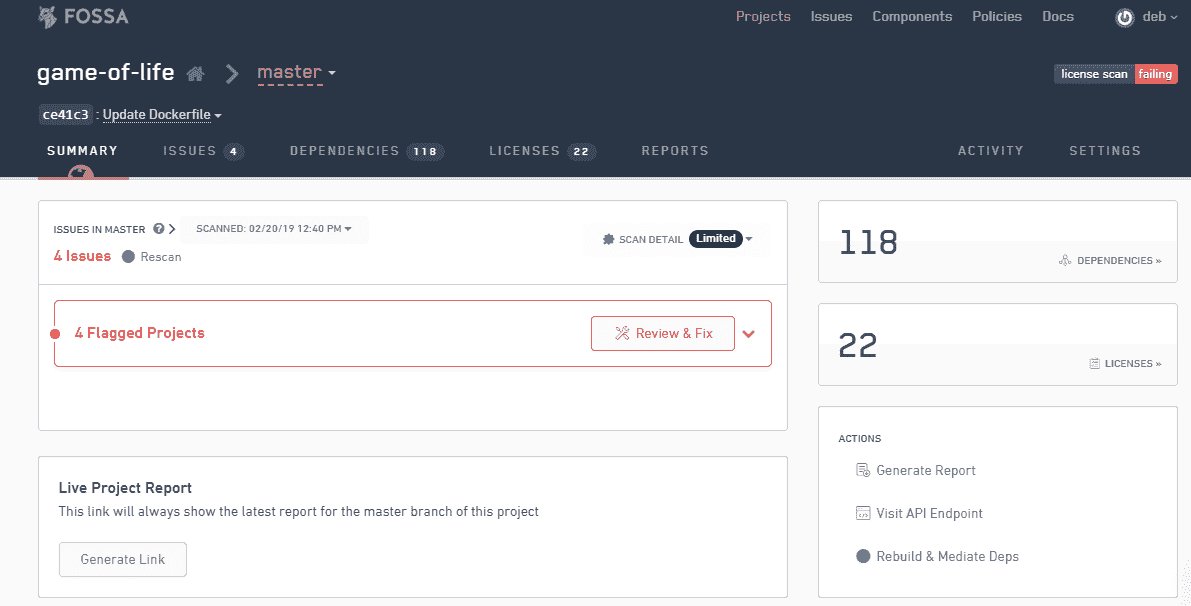 FOSSA
Projects Issues Components Policies Docs deb
game-of-life master
license scan failing
ce41c3 : Update Dockerfile
SUMMARY ISSUES 4 DEPENDENCIES 118 LICENSES 22 REPORTS ACTIVITY SETTINGS
ISSUES IN MASTER ? SCANNED: 02/20/19 12:40 PM
4 Issues Rescan
SCAN DETAIL Limited
4 Flagged Projects Review & Fix
Live Project Report
This link will always show the latest report for the master branch of this project
Generate Link
118
DEPENDENCIES »
22
LICENSES »
ACTIONS
Generate Report
Visit API Endpoint
Rebuild & Mediate Deps